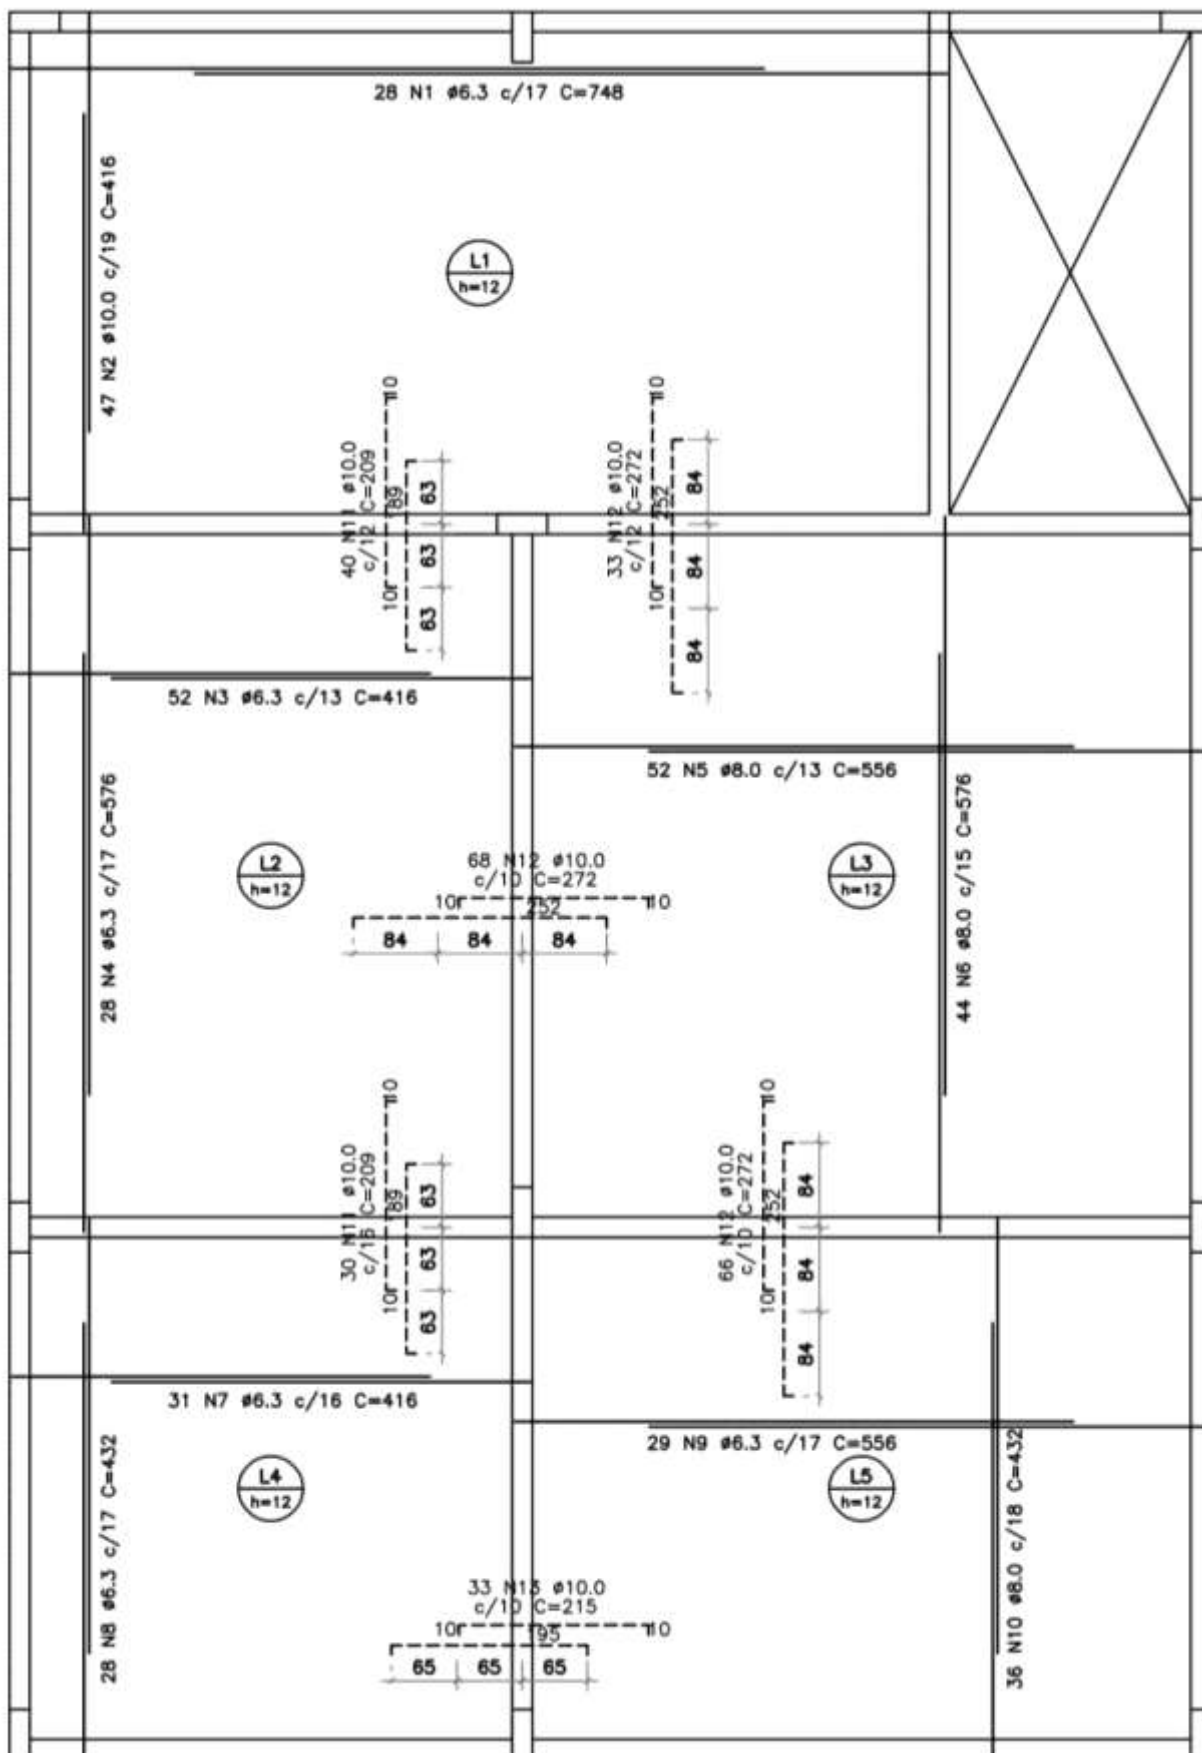 28 N1 ø6.3 c/17 C=748
47 N2 ø10.0 c/19 C=416
L1
h=12
40 N11 ø10.0
c/12 C=209
10
189
10
63
63
63
33 N12 ø10.0
c/12 C=272
10
252
10
84
84
84
52 N3 ø6.3 c/13 C=416
52 N5 ø8.0 c/13 C=556
28 N4 ø6.3 c/17 C=576
L2
h=12
68 N12 ø10.0
c/10 C=272
10
10
252
84
84
84
L3
h=12
44 N6 ø8.0 c/15 C=576
30 N11 ø10.0
c/16 C=209
10
189
10
63
63
63
66 N12 ø10.0
c/10 C=272
10
252
10
84
84
84
31 N7 ø6.3 c/16 C=416
29 N9 ø6.3 c/17 C=556
28 N8 ø6.3 c/17 C=432
L4
h=12
L5
h=12
36 N10 ø8.0 c/18 C=432
33 N13 ø10.0
c/10 C=215
10
10
195
65
65
65